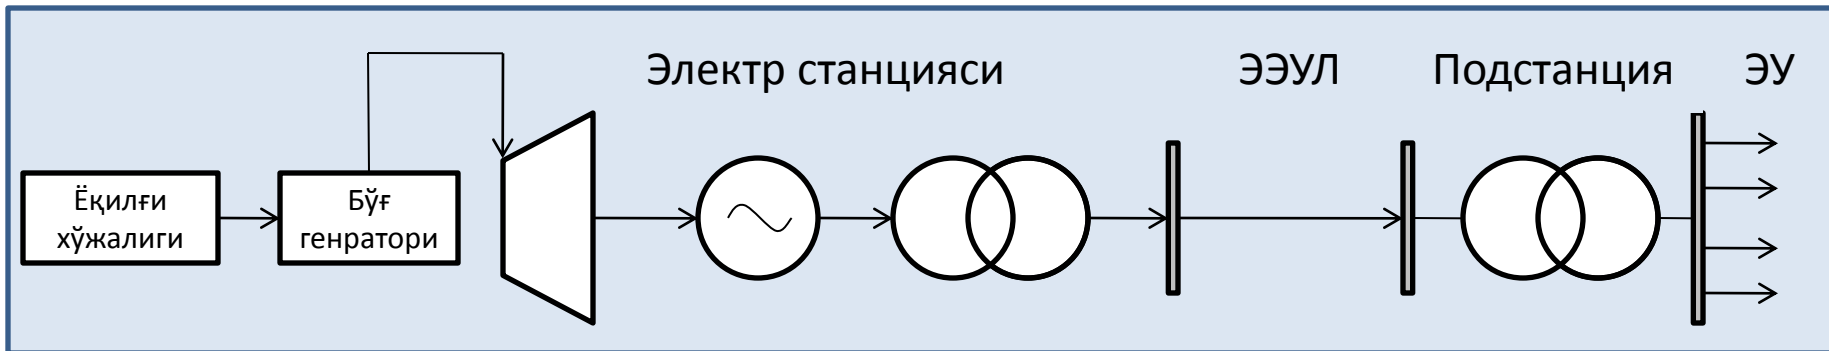 Электр станцияси
ЭЭУЛ
Подстанция
ЭУ
Ёқилғи
хўжалиги
Бўғ
генратори